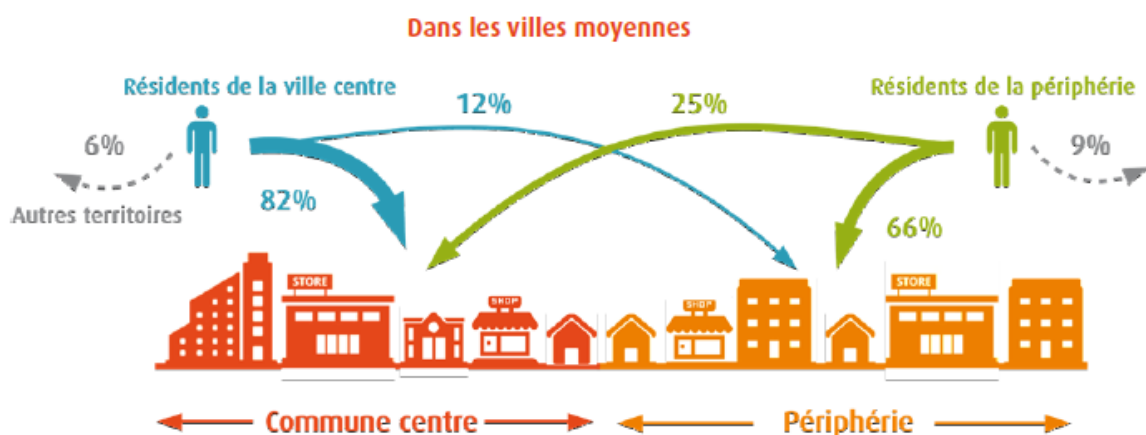 Dans les villes moyennes
Résidents de la ville centre
12%
25%
Résidents de la périphérie
6%
9%
Autres territoires
82%
66%
STORE
SHOP
SHOP
STORE
Commune centre
Périphérie